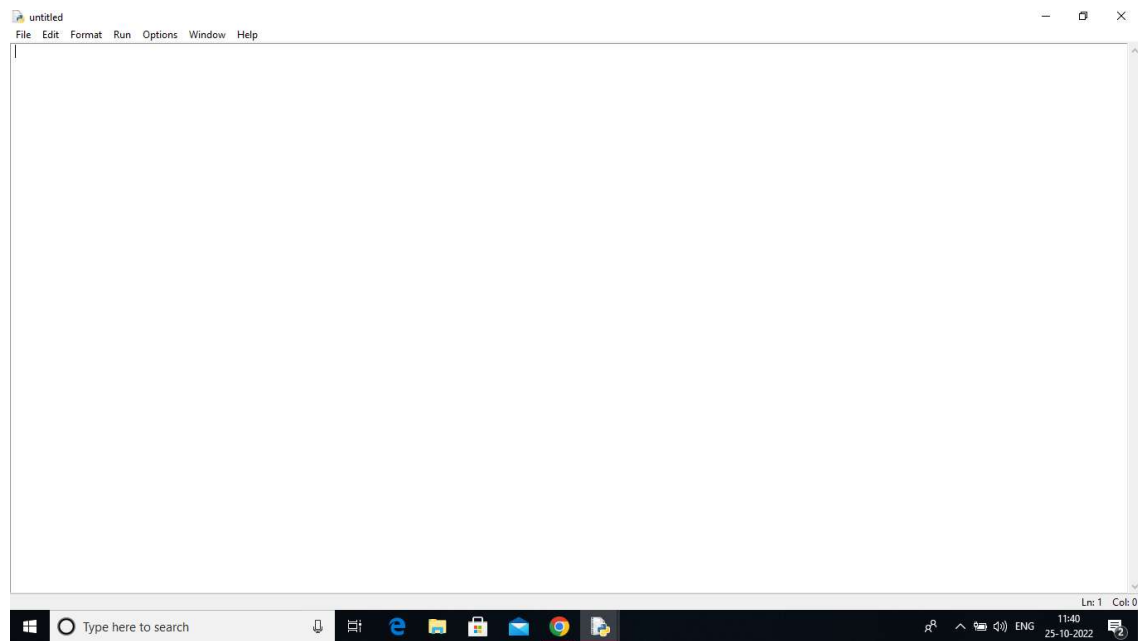 untitled
File Edit Format Run Options Window Help
Ln: 1 Col: 0
Type here to search
ENG
11:40
25-10-2022
2